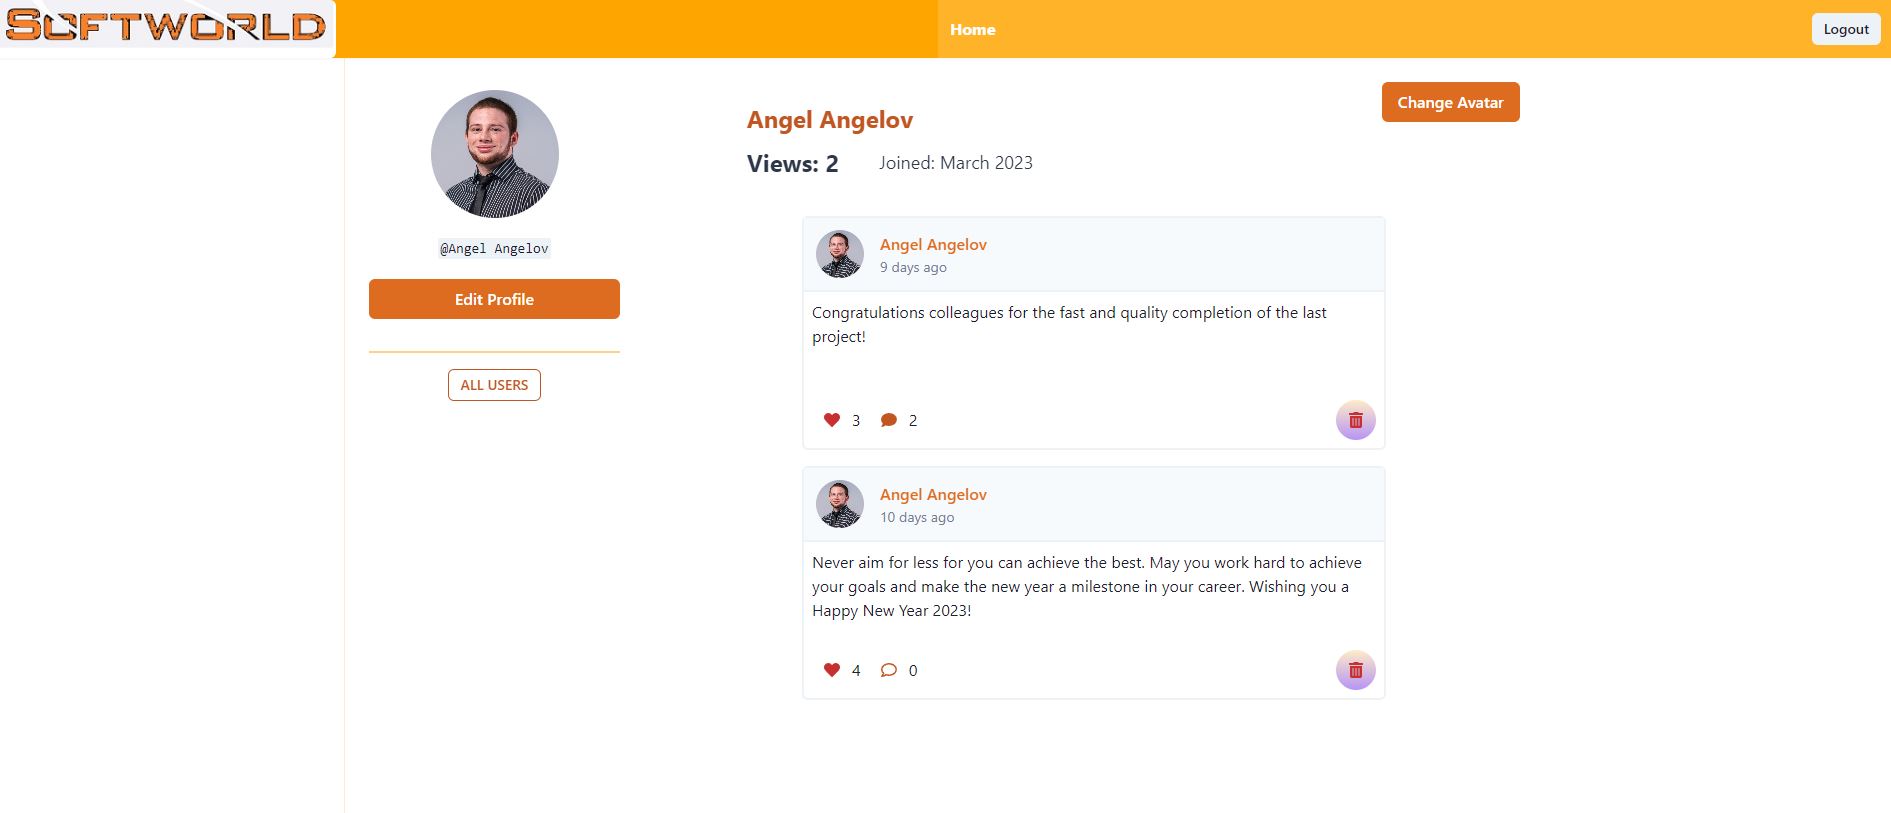 SOFTWORLD
Home
Logout
Change Avatar
Angel Angelov
Views: 2
Joined: March 2023
@Angel Angelov
Edit Profile
ALL USERS
Angel Angelov
9 days ago
Congratulations colleagues for the fast and quality completion of the last
project!
3
2
Angel Angelov
10 days ago
Never aim for less for you can achieve the best. May you work hard to achieve
your goals and make the new year a milestone in your career. Wishing you a
Happy New Year 2023!
4
0